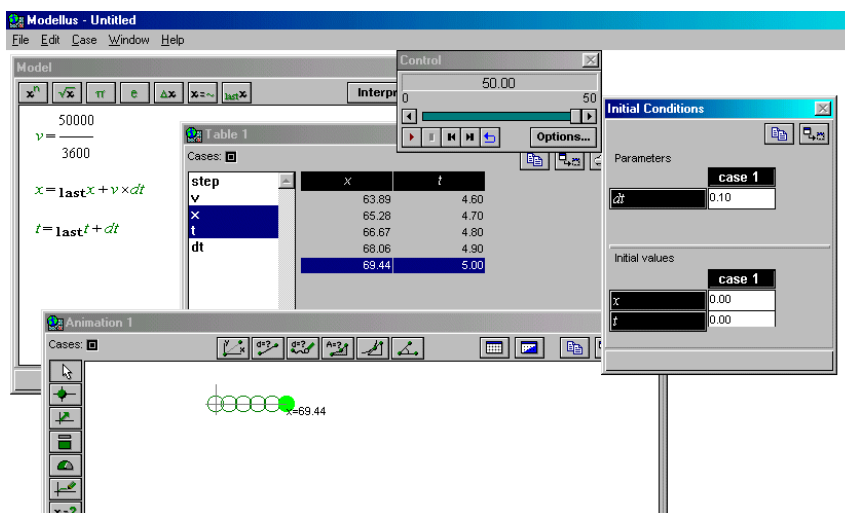 Modellus - Untitled
File Edit Case Window Help
Model
xⁿ √x π e Δx x=~ last x
Interpr
50000
v=
3600
x=last x+v×dt
t=last t+dt
Control
50.00
0 50
Options...
Table 1
Cases:
step
v
x
t
dt
x t
63.89 4.60
65.28 4.70
66.67 4.80
68.06 4.90
69.44 5.00
Initial Conditions
Parameters
case 1
dt 0.10
Initial values
case 1
x 0.00
t 0.00
Animation 1
Cases:
x=69.44